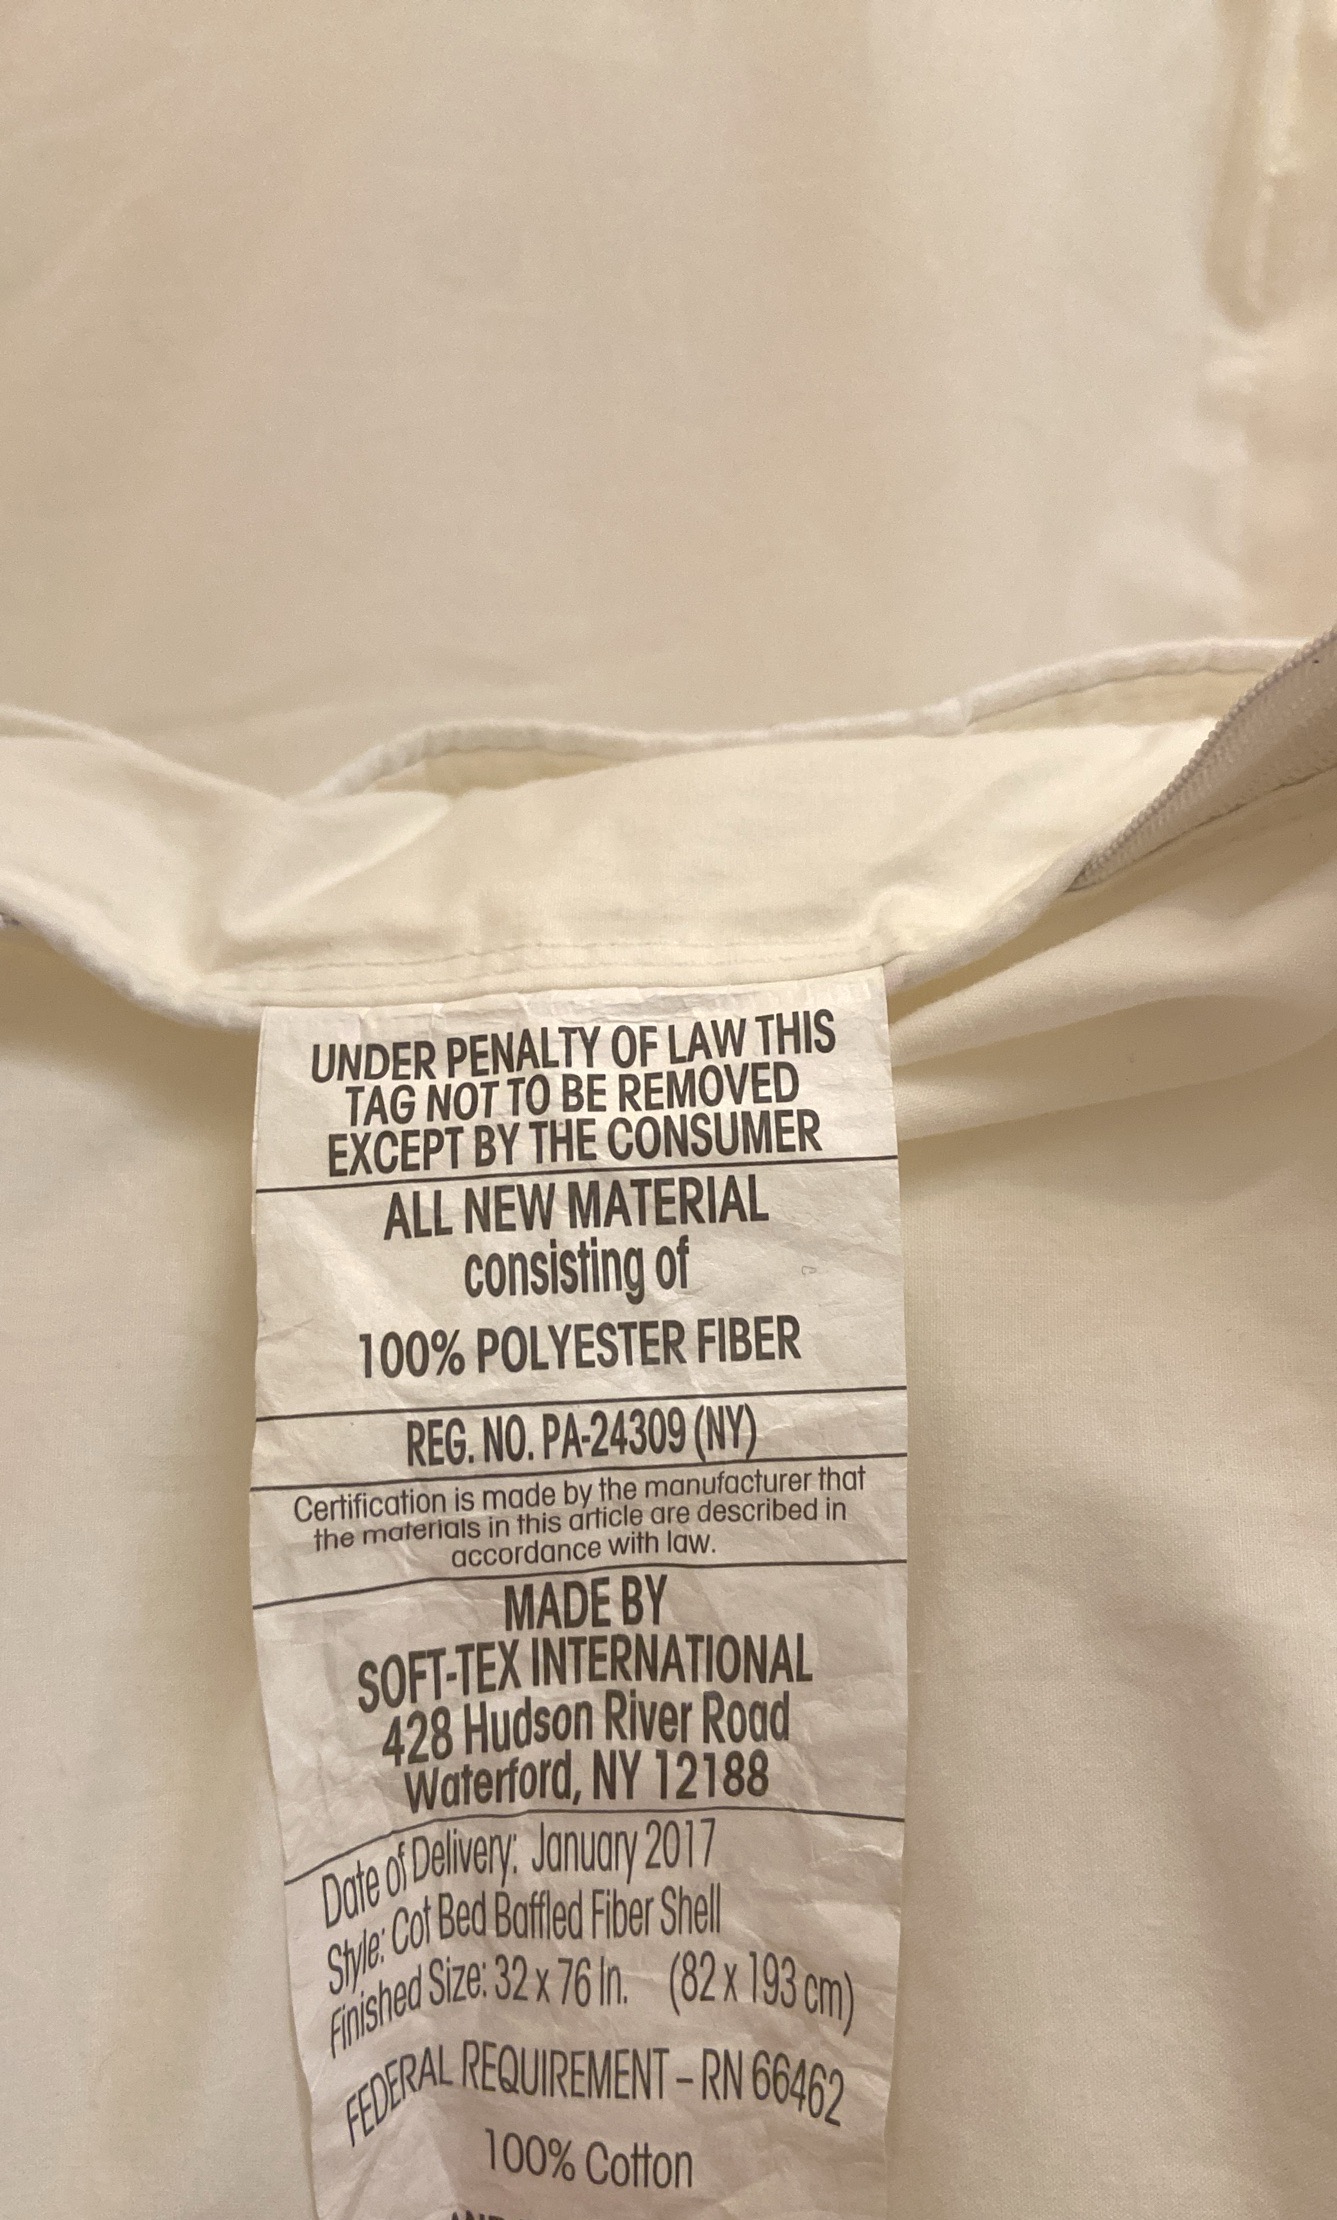 UNDER PENALTY OF LAW THIS
TAG NOT TO BE REMOVED
EXCEPT BY THE CONSUMER
ALL NEW MATERIAL
consisting of
100% POLYESTER FIBER
REG. NO. PA-24309 (NY)
Certification is made by the manufacturer that
the materials in this article are described in
accordance with law.
MADE BY
SOFT-TEX INTERNATIONAL
428 Hudson River Road
Waterford, NY 12188
Date of Delivery: January 2017
Style: Cot Bed Baffled Fiber Shell
Finished Size: 32 x 76 In. (82 x 193 cm)
FEDERAL REQUIREMENT – RN 66462
100% Cotton